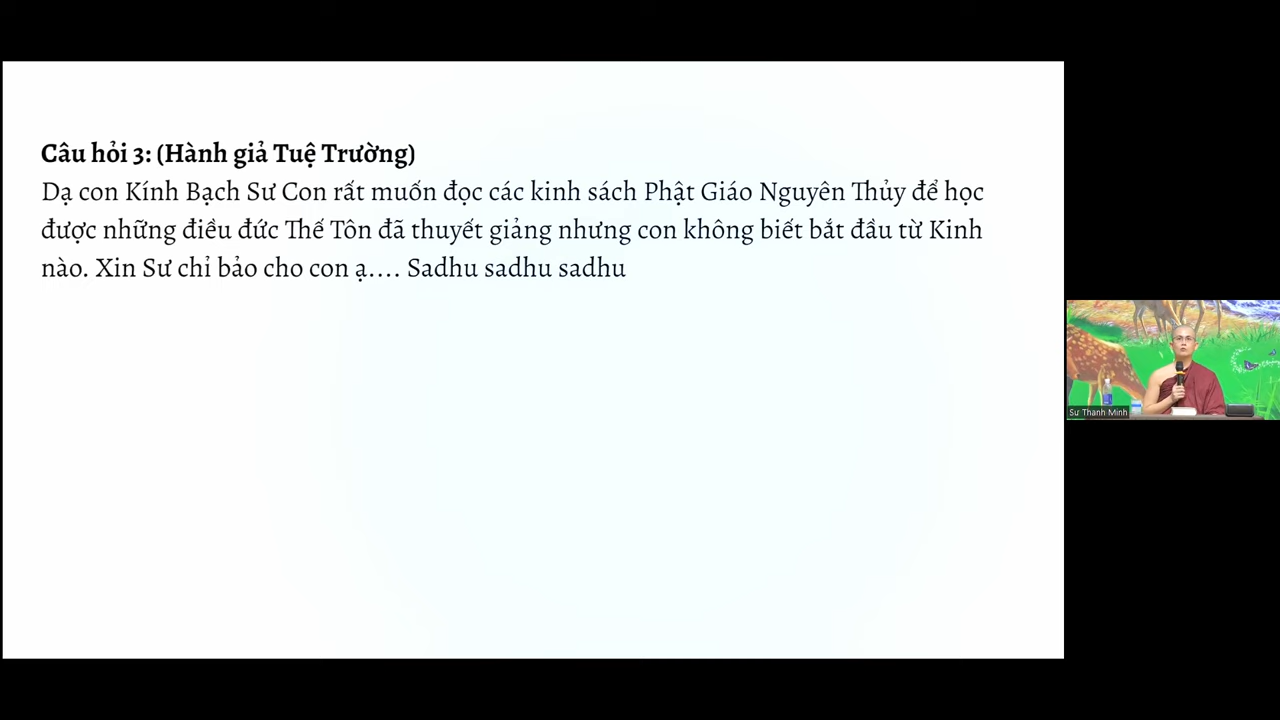 Câu hỏi 3: (Hành giả Tuệ Trường)
Dạ con Kính Bạch Sư Con rất muốn đọc các kinh sách Phật Giáo Nguyên Thủy để học
được những điều đức Thế Tôn đã thuyết giảng nhưng con không biết bắt đầu từ Kinh
nào. Xin Sư chỉ bảo cho con ạ.... Sadhu sadhu sadhu
Sư Thanh Minh